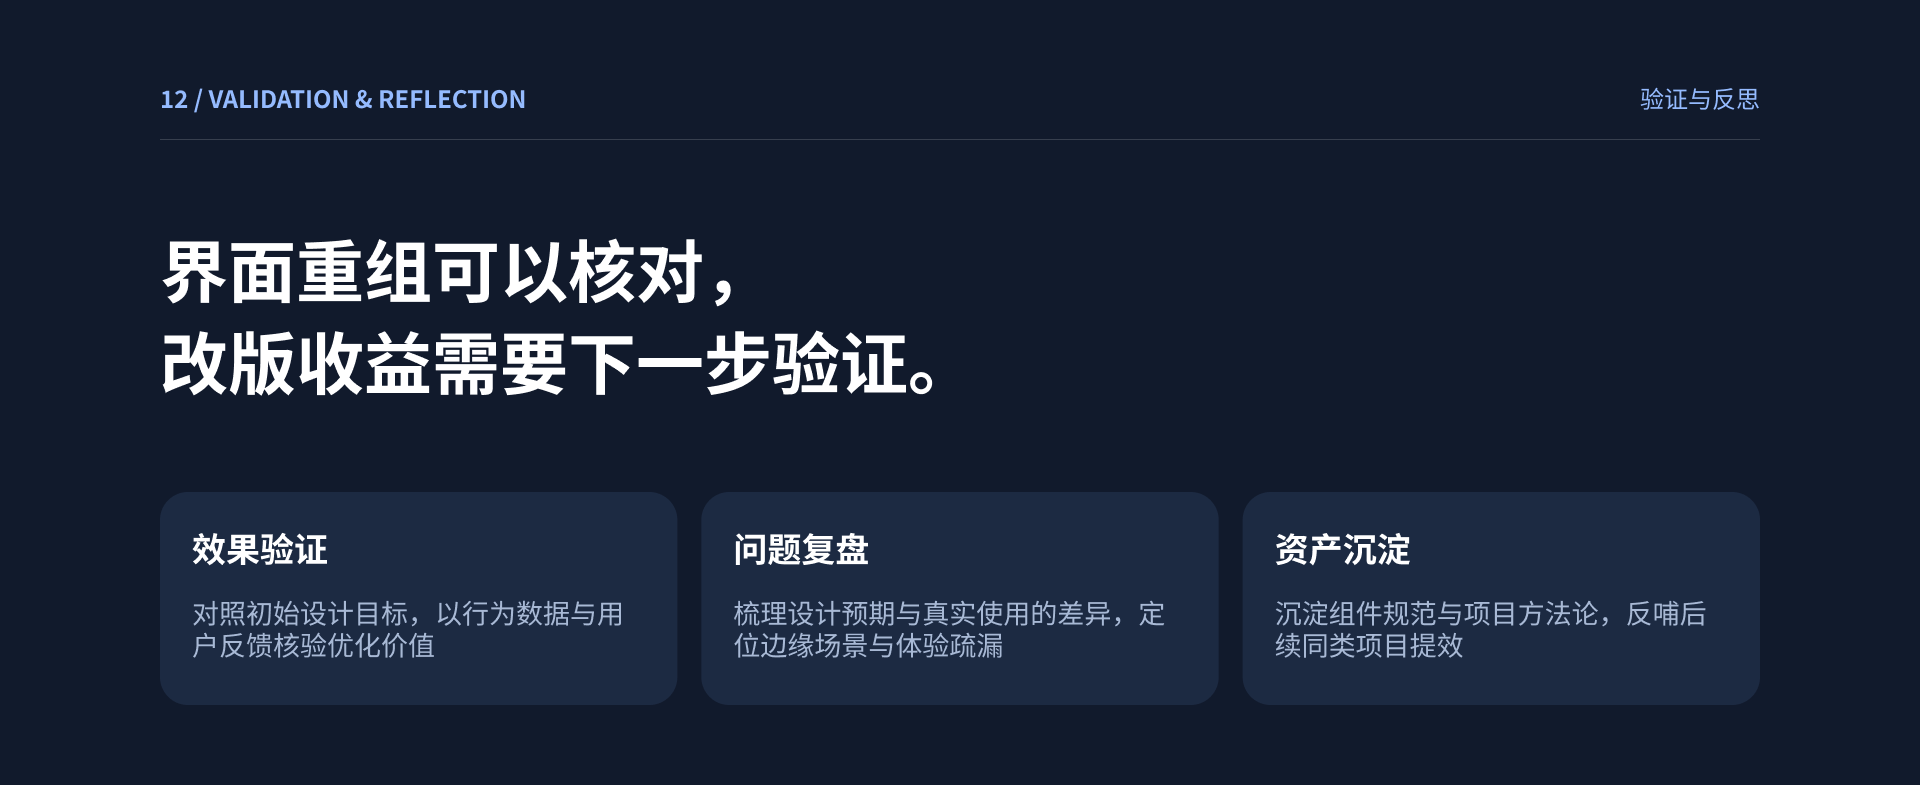 12 / VALIDATION & REFLECTION
验证与反思
界面重组可以核对，
改版收益需要下一步验证。
效果验证
对照初始设计目标，以行为数据与用
户反馈核验优化价值
问题复盘
梳理设计预期与真实使用的差异，定
位边缘场景与体验疏漏
资产沉淀
沉淀组件规范与项目方法论，反哺后
续同类项目提效